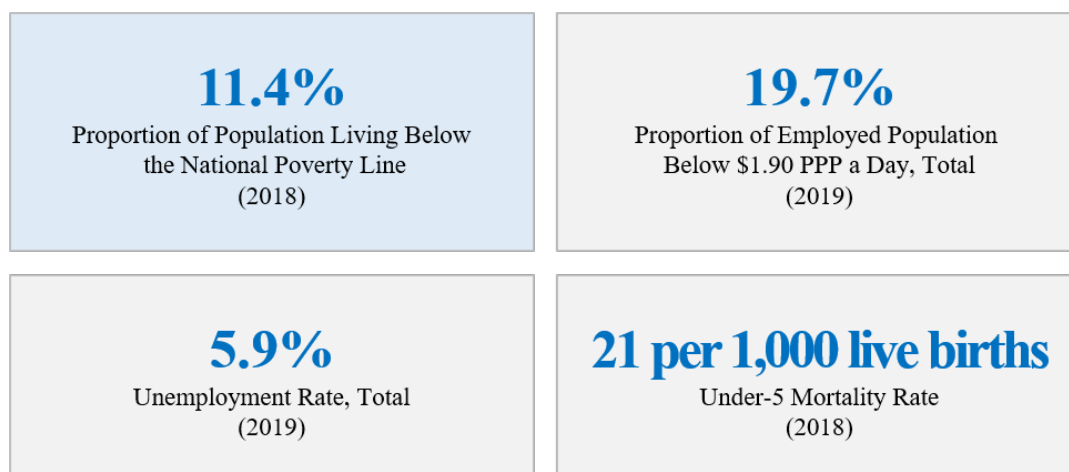 11.4%
Proportion of Population Living Below
the National Poverty Line
(2018)
19.7%
Proportion of Employed Population
Below $1.90 PPP a Day, Total
(2019)
5.9%
Unemployment Rate, Total
(2019)
21 per 1,000 live births
Under-5 Mortality Rate
(2018)